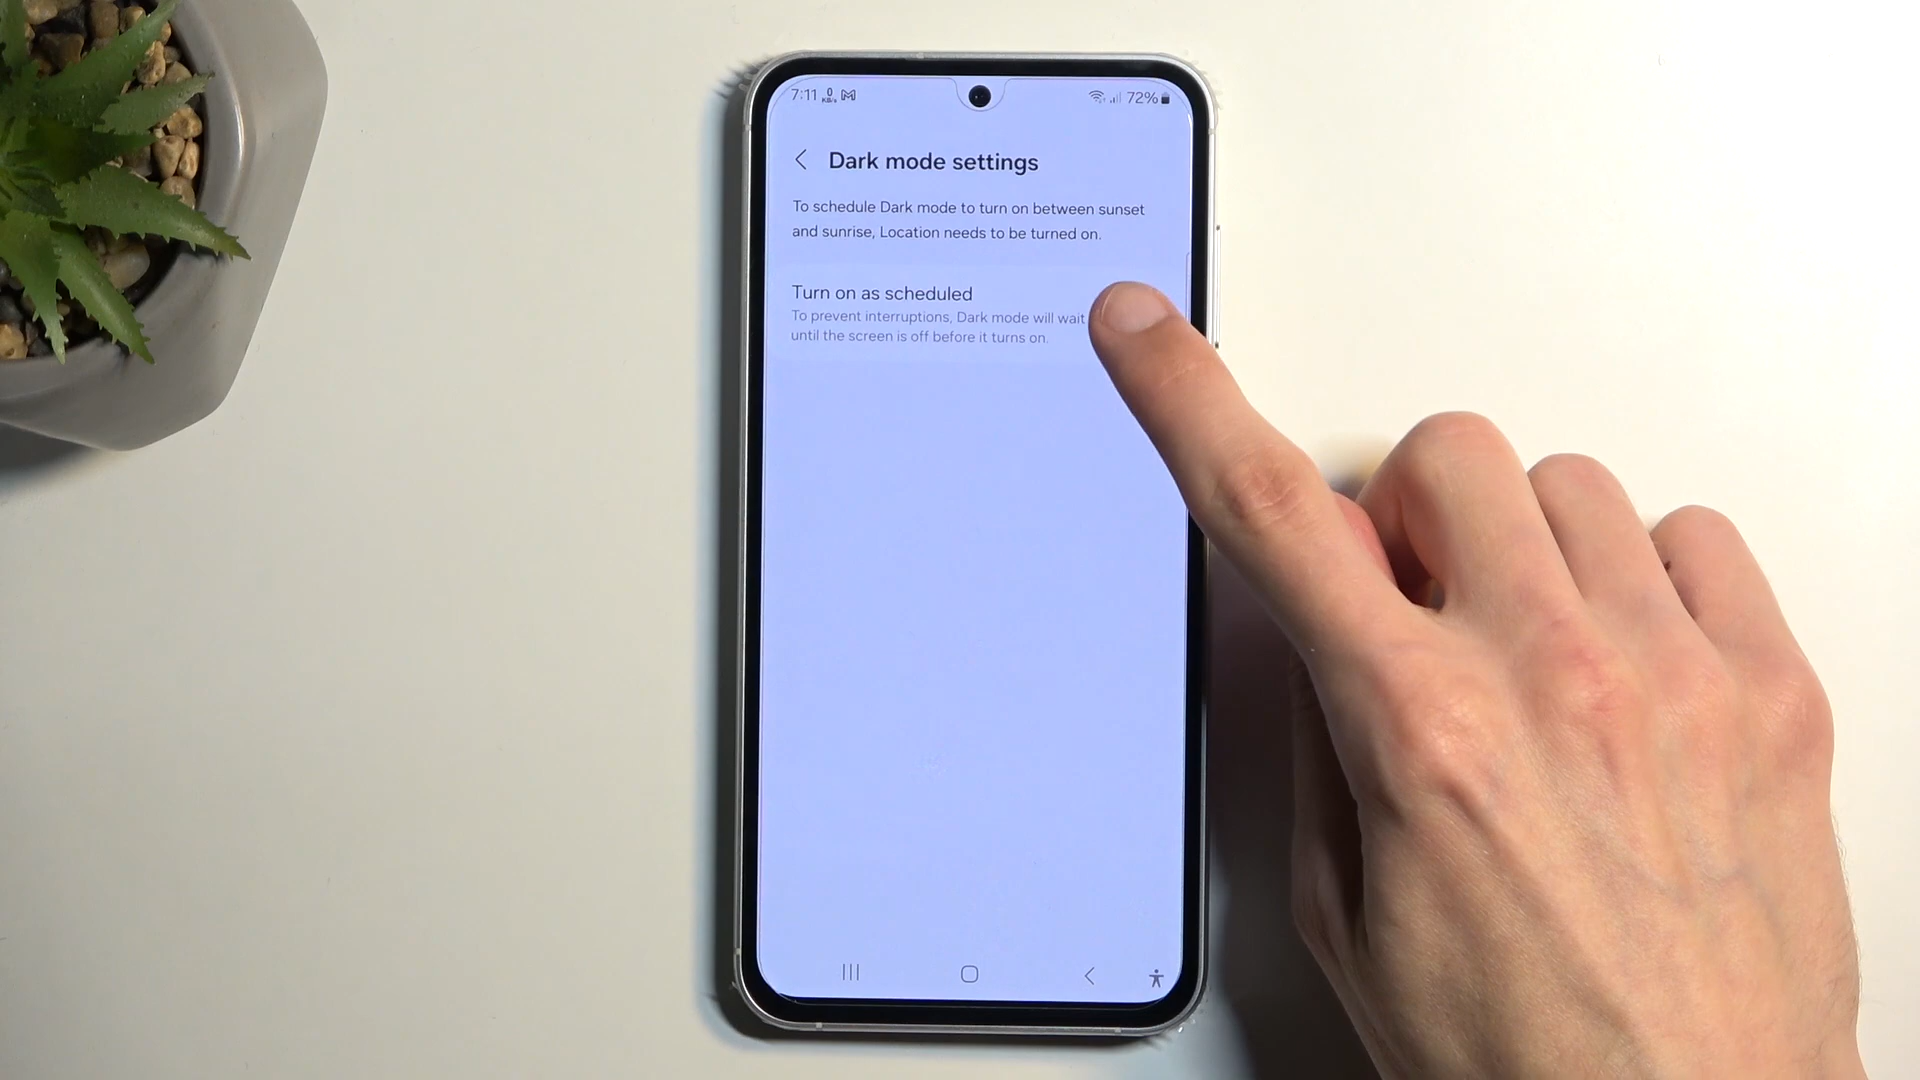 7:11 0 KB/s 72%
Dark mode settings
To schedule Dark mode to turn on between sunset
and sunrise, Location needs to be turned on.
Turn on as scheduled
To prevent interruptions, Dark mode will wait
until the screen is off before it turns on.